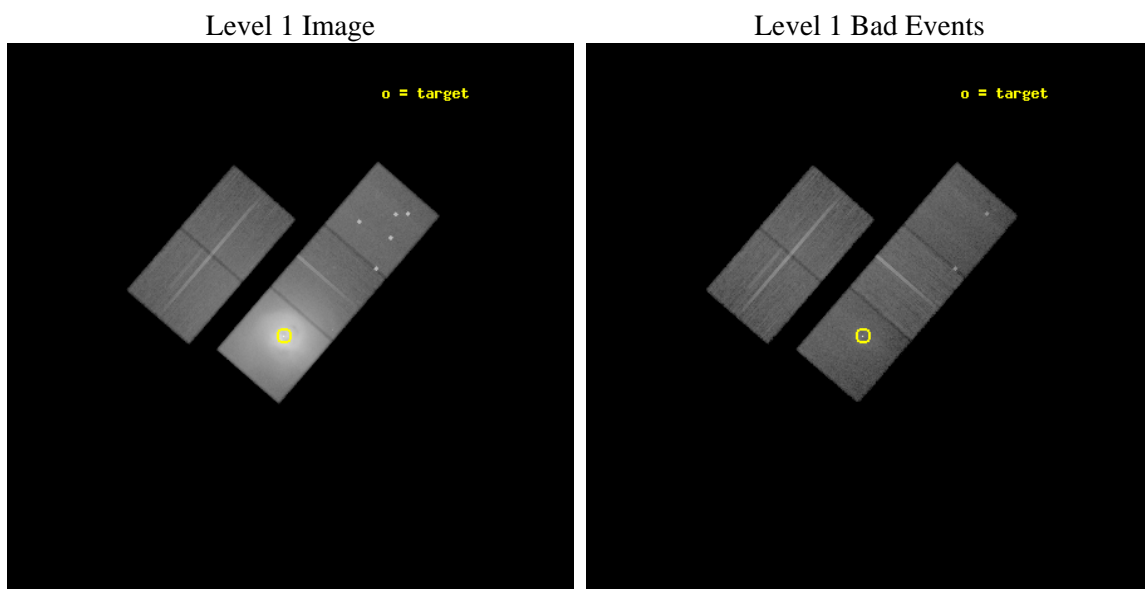 Level 1 Image
Level 1 Bad Events
o = target
o = target